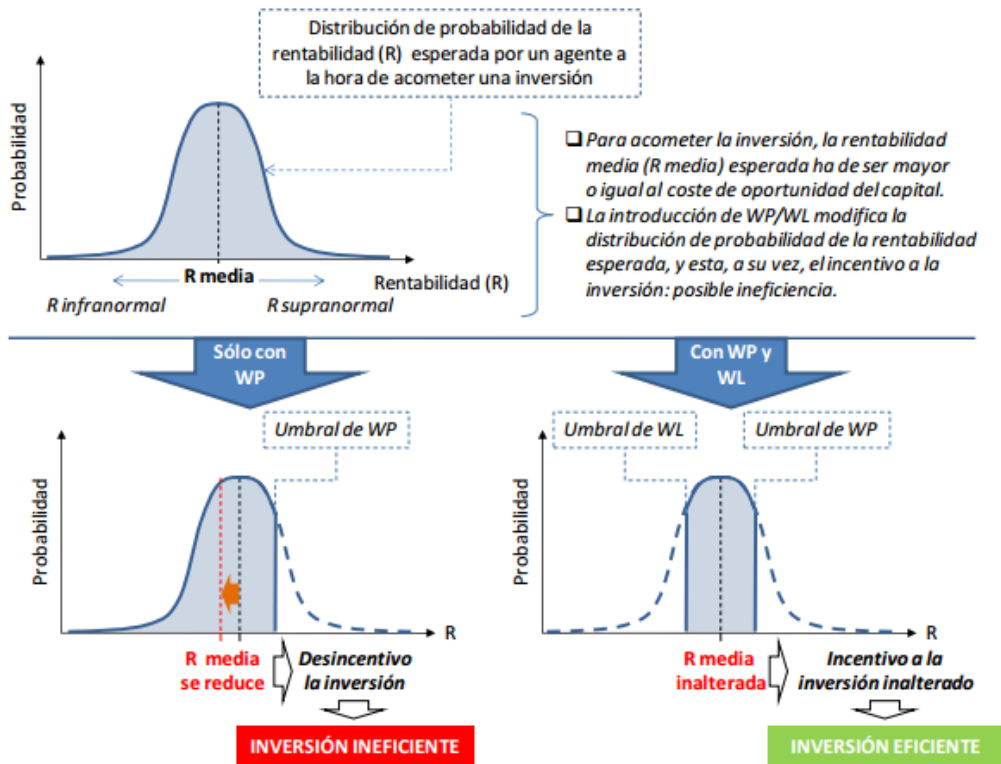 Distribución de probabilidad de la
rentabilidad (R) esperada por un agente a
la hora de acometer una inversión
Probabilidad
R media
Rentabilidad (R)
R infranormal
R supranormal
❑ Para acometer la inversión, la rentabilidad
media (R media) esperada ha de ser mayor
o igual al coste de oportunidad del capital.
❑ La introducción de WP/WL modifica la
distribución de probabilidad de la rentabilidad
esperada, y esta, a su vez, el incentivo a la
inversión: posible ineficiencia.
Sólo con
WP
Umbral de WP
Probabilidad
R
R media
se reduce
Desincentivo
la inversión
INVERSIÓN INEFICIENTE
Con WP y
WL
Umbral de WL
Umbral de WP
Probabilidad
R
R media
inalterada
Incentivo a la
inversión inalterado
INVERSIÓN EFICIENTE